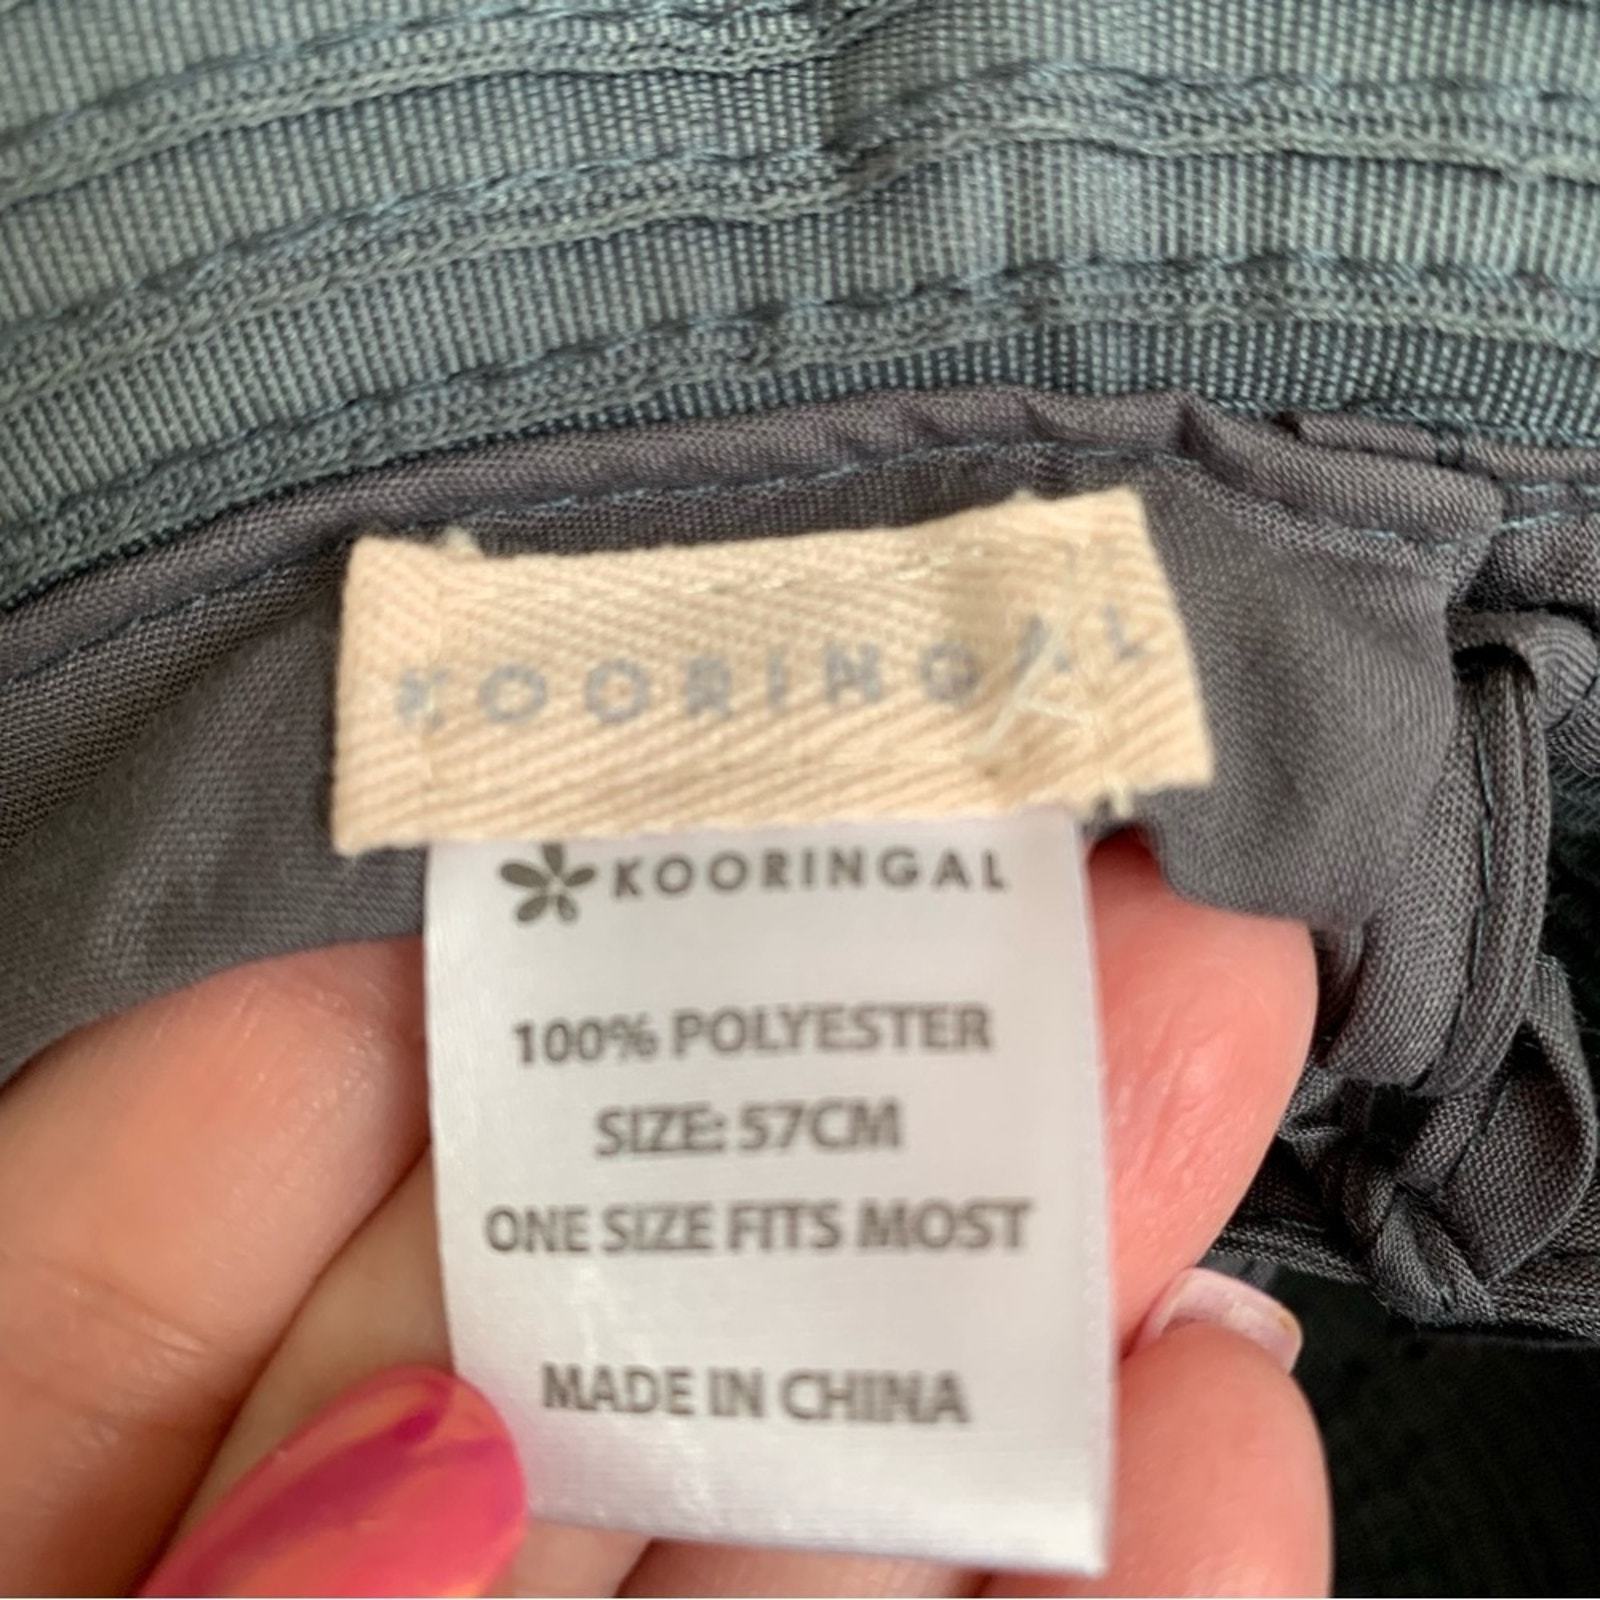 KOORINGAL
KOORINGAL
100% POLYESTER
SIZE: 57CM
ONE SIZE FITS MOST
MADE IN CHINA